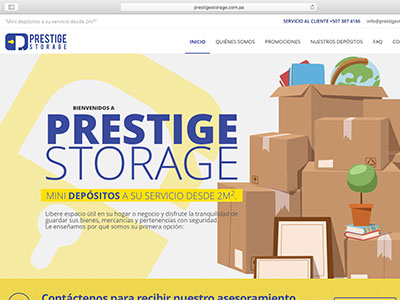 prestigestorage.com.pa
"Mini depósitos a su servicio desde 2m²"
SERVICIO AL CLIENTE +507 387 4166
PRESTIGE
STORAGE
INICIO QUIÉNES SOMOS PROMOCIONES NUESTROS DEPÓSITOS FAQ
BIENVENIDOS A
PRESTIGE
STORAGE
MINI DEPÓSITOS A SU SERVICIO DESDE 2M².
Libere espacio útil en su hogar o negocio y disfrute la tranquilidad de
guardar sus bienes, mercancías y pertenencias con seguridad.
Le enseñamos por qué somos su primera opción:
Contáctenos para recibir nuestro asesoramiento